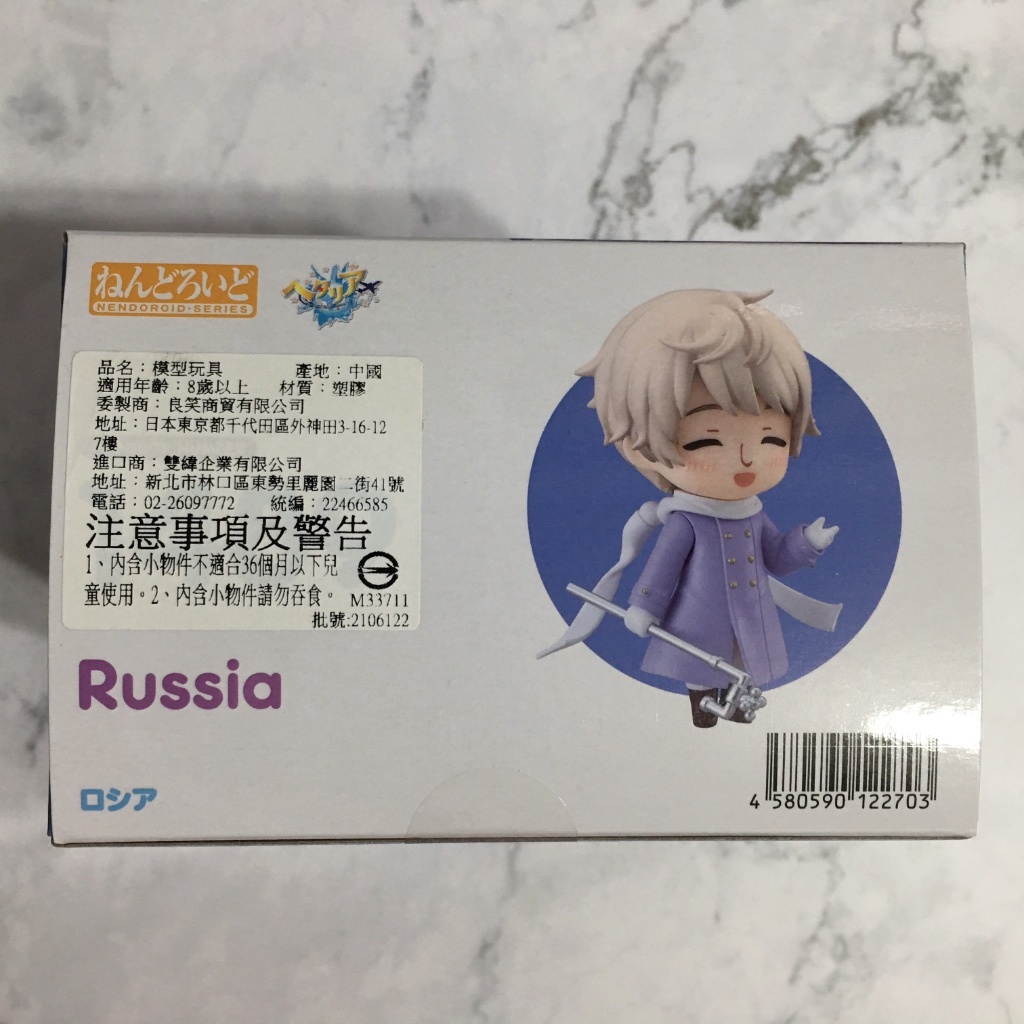 ねんどろいど
NENDOROID・SERIES
ヘタリア
品名：模型玩具 產地：中國
適用年齡：8歲以上 材質：塑膠
委製商：良笑商貿有限公司
地址：日本東京都千代田區外神田3-16-12
7樓
進口商：雙緯企業有限公司
地址：新北市林口區東勢里麗園二街41號
電話：02-26097772 統編：22466585
注意事項及警告
1、內含小物件不適合36個月以下兒
童使用。2、內含小物件請勿吞食。 M33711
批號:2106122
Russia
ロシア
4 580590 122703